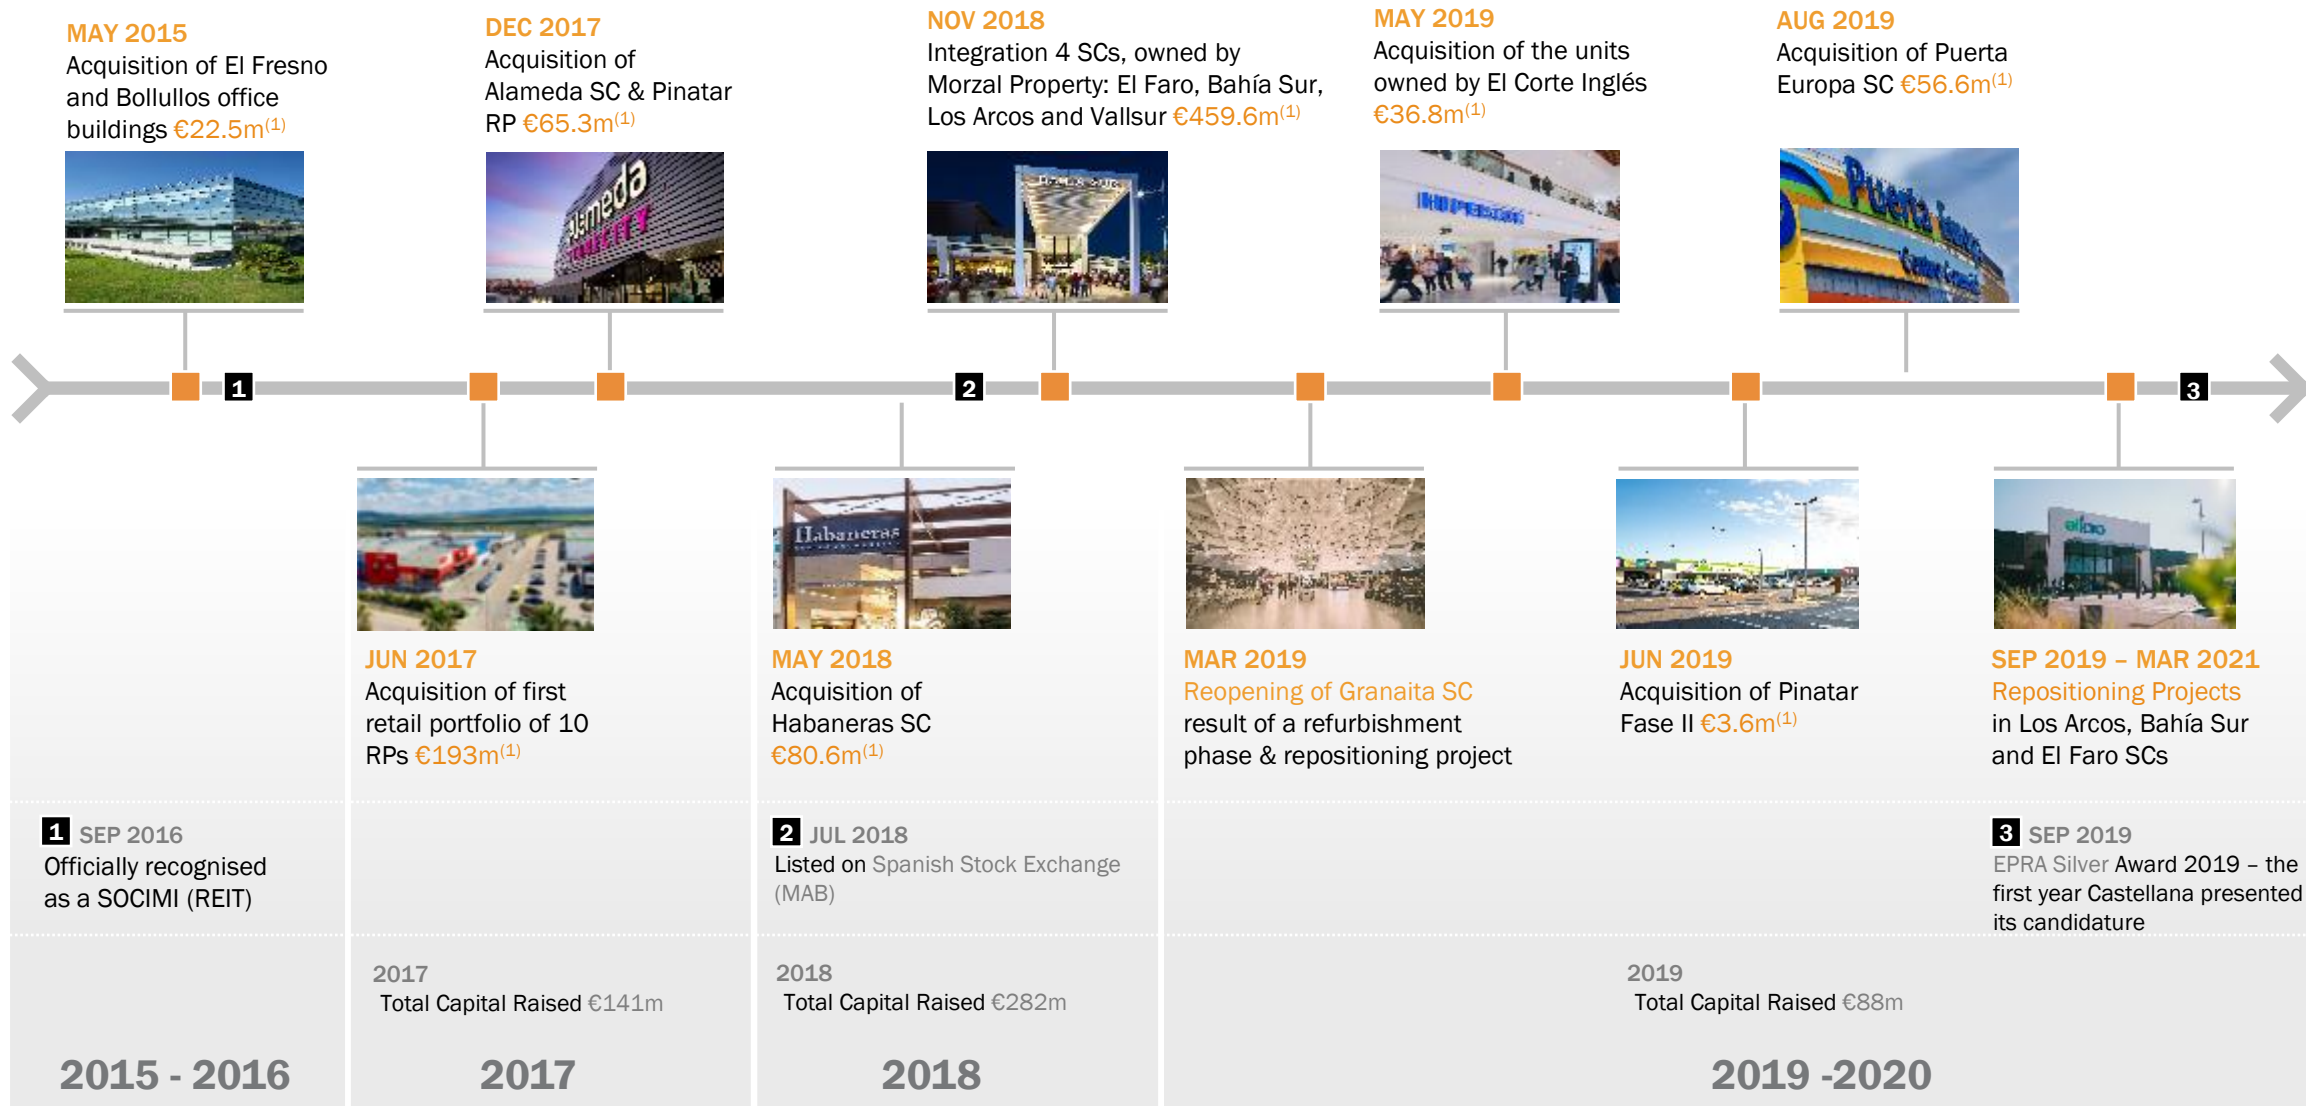 MAY 2015
Acquisition of El Fresno
and Bollullos office
buildings €22.5m(1)
DEC 2017
Acquisition of
Alameda SC & Pinatar
RP €65.3m(1)
NOV 2018
Integration 4 SCs, owned by
Morzal Property: El Faro, Bahía Sur,
Los Arcos and Vallsur €459.6m(1)
MAY 2019
Acquisition of the units
owned by El Corte Inglés
€36.8m(1)
AUG 2019
Acquisition of Puerta
Europa SC €56.6m(1)
alameda
Puerta Europa
1
2
3
Habaneras
JUN 2017
Acquisition of first
retail portfolio of 10
RPs €193m(1)
MAY 2018
Acquisition of
Habaneras SC
€80.6m(1)
MAR 2019
Reopening of Granaita SC
result of a refurbishment
phase & repositioning project
JUN 2019
Acquisition of Pinatar
Fase II €3.6m(1)
SEP 2019 – MAR 2021
Repositioning Projects
in Los Arcos, Bahía Sur
and El Faro SCs
1 SEP 2016
Officially recognised
as a SOCIMI (REIT)
2 JUL 2018
Listed on Spanish Stock Exchange
(MAB)
3 SEP 2019
EPRA Silver Award 2019 – the
first year Castellana presented
its candidature
2017
Total Capital Raised €141m
2018
Total Capital Raised €282m
2019
Total Capital Raised €88m
2015 - 2016
2017
2018
2019 -2020